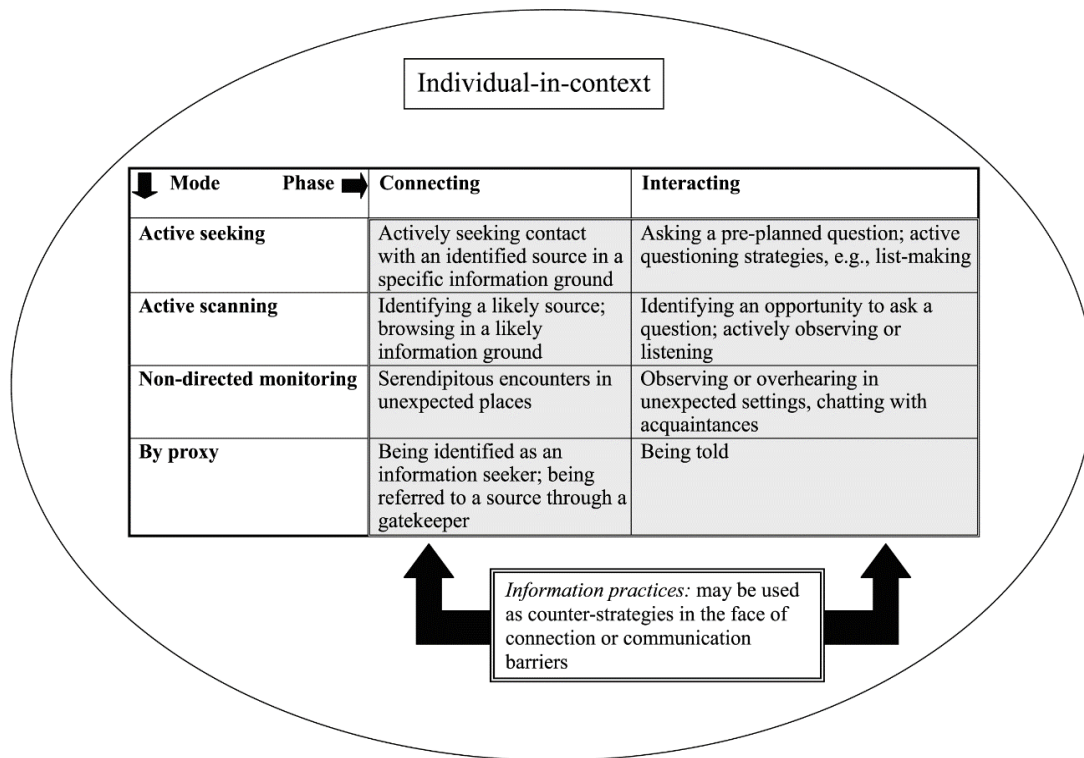 Individual-in-context
Mode Phase Connecting Interacting
Active seeking
Actively seeking contact
with an identified source in a
specific information ground
Asking a pre-planned question; active
questioning strategies, e.g., list-making
Active scanning
Identifying a likely source;
browsing in a likely
information ground
Identifying an opportunity to ask a
question; actively observing or
listening
Non-directed monitoring
Serendipitous encounters in
unexpected places
Observing or overhearing in
unexpected settings, chatting with
acquaintances
By proxy
Being identified as an
information seeker; being
referred to a source through a
gatekeeper
Being told
Information practices: may be used
as counter-strategies in the face of
connection or communication
barriers